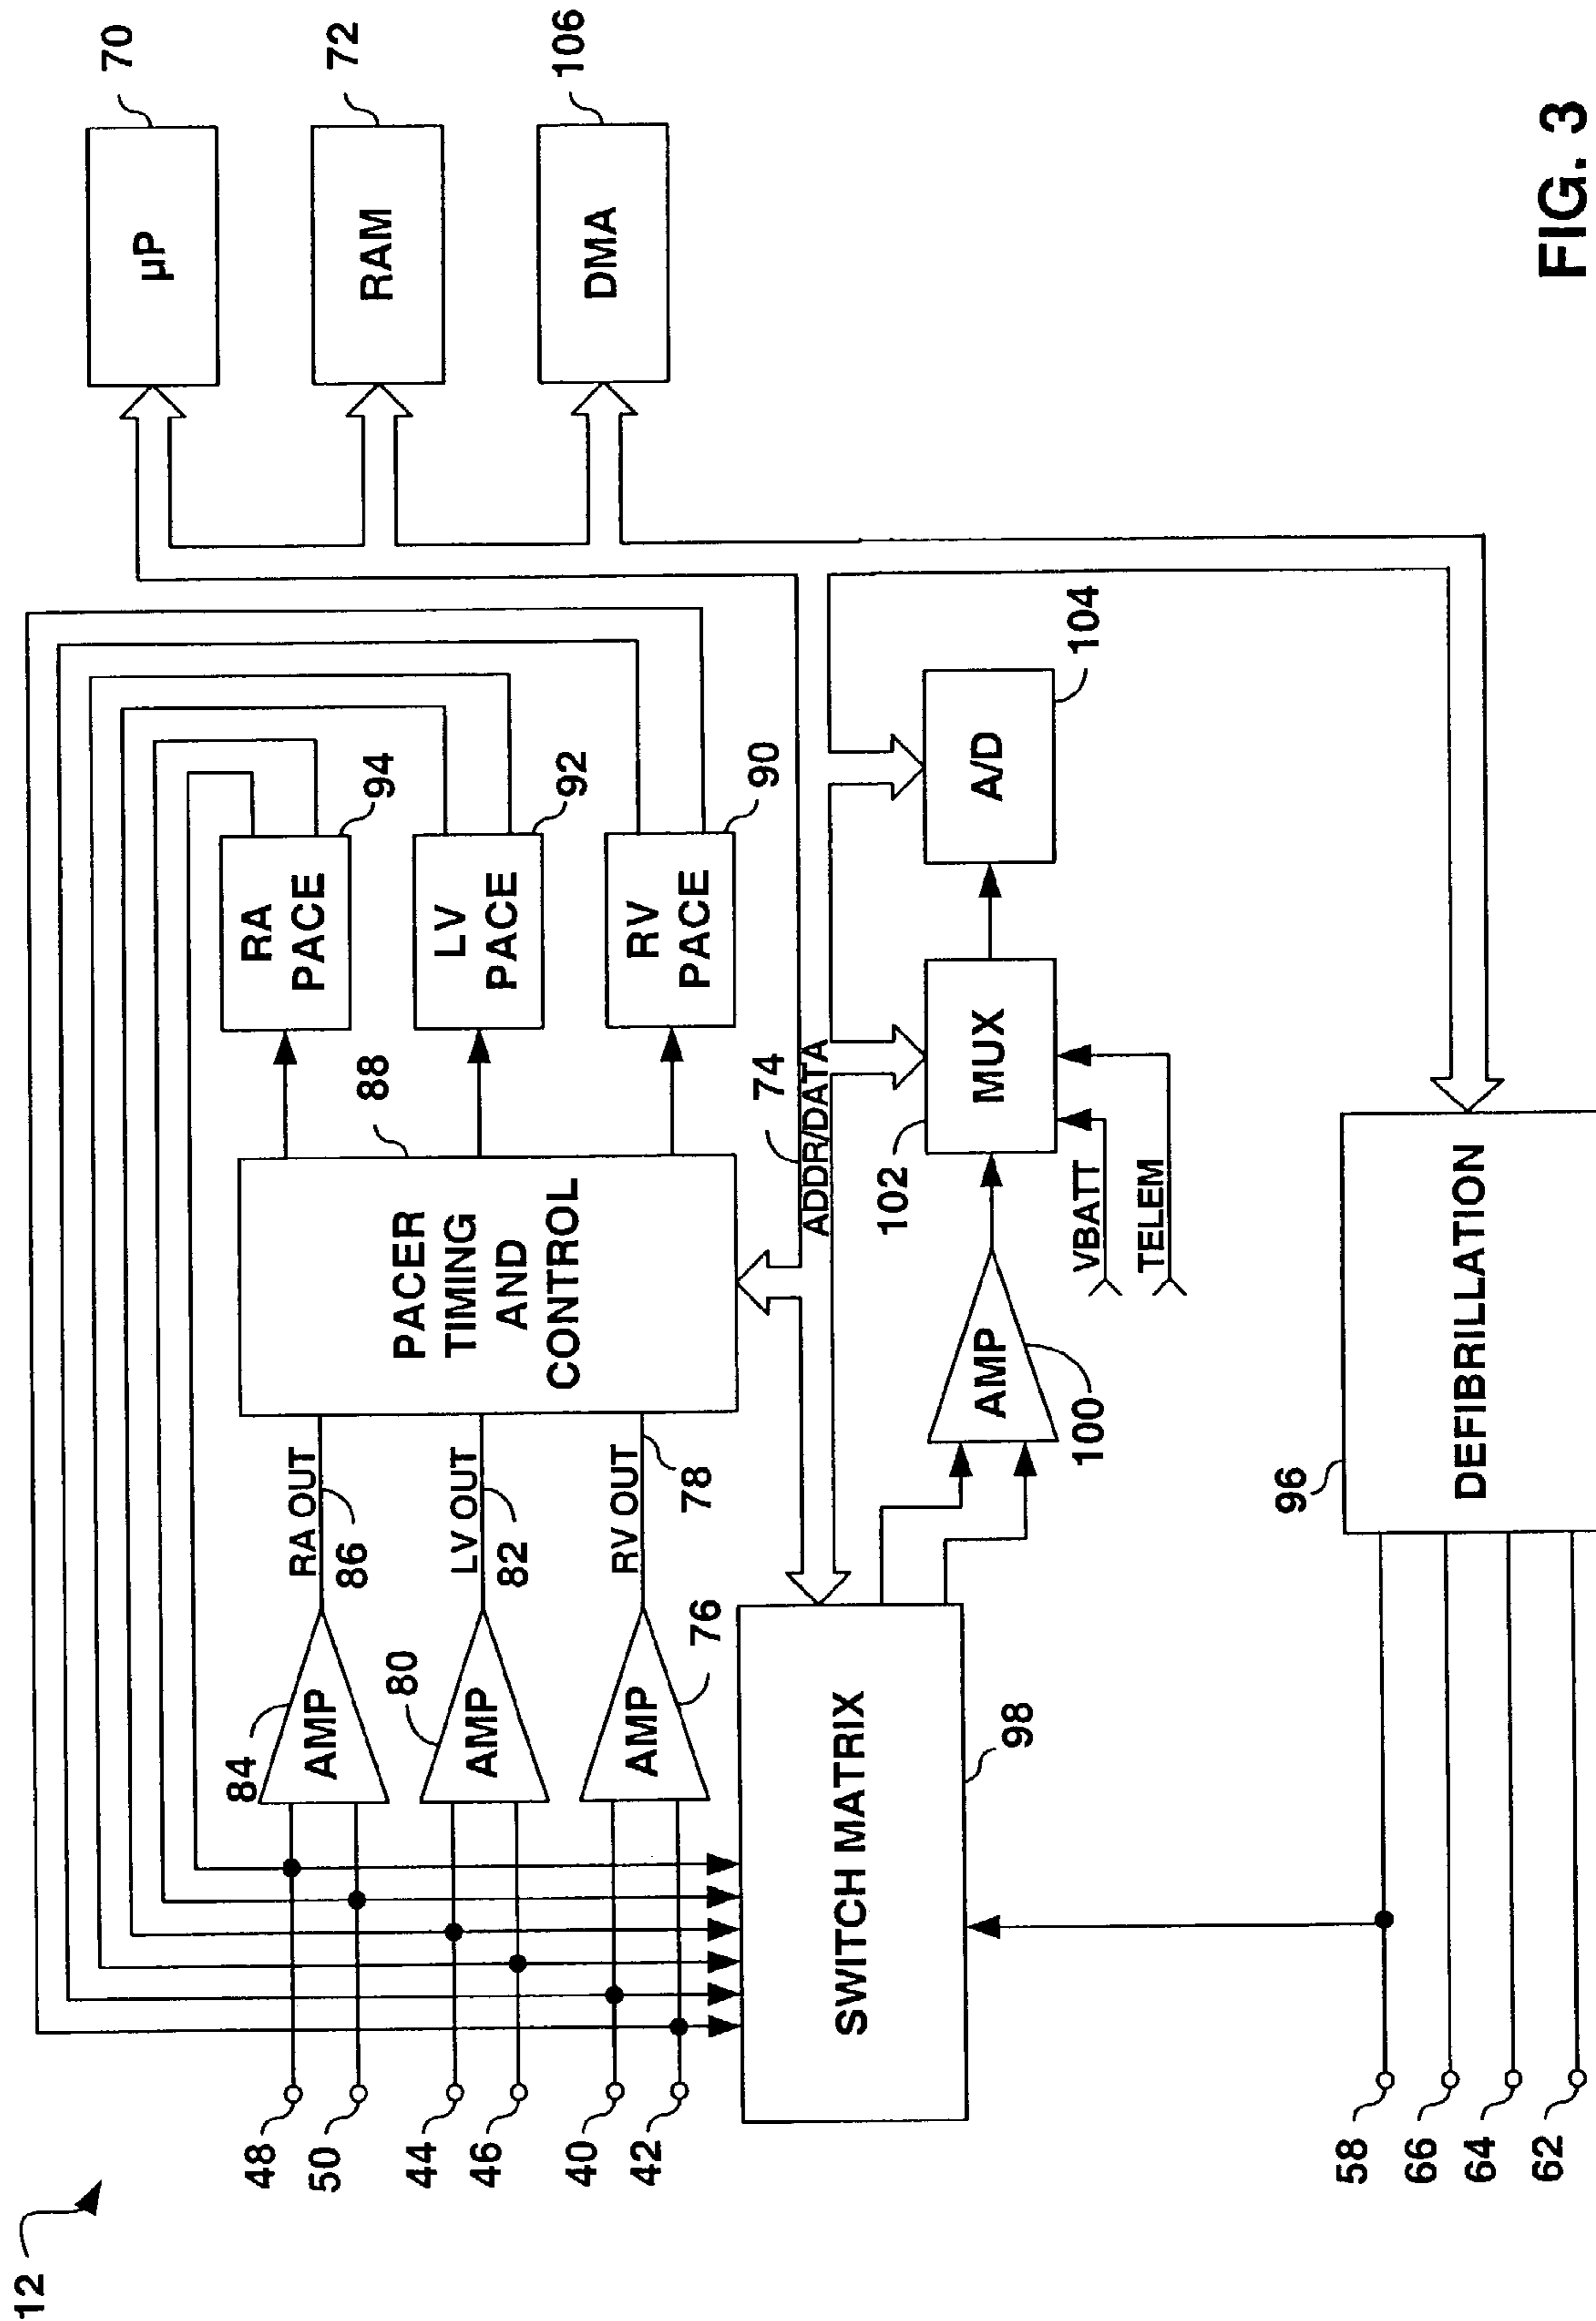 12
48
50
44
46
40
42
84
AMP
80
AMP
76
AMP
RA OUT
86
LV OUT
82
RV OUT
78
PACER
TIMING
AND
CONTROL
88
RA
PACE
94
LV
PACE
92
RV
PACE
90
µP
70
RAM
72
DMA
106
74
ADDR/DATA
SWITCH MATRIX
98
AMP
100
102
MUX
VBATT
TELEM
A/D
104
58
66
64
62
96
DEFIBRILLATION
FIG. 3